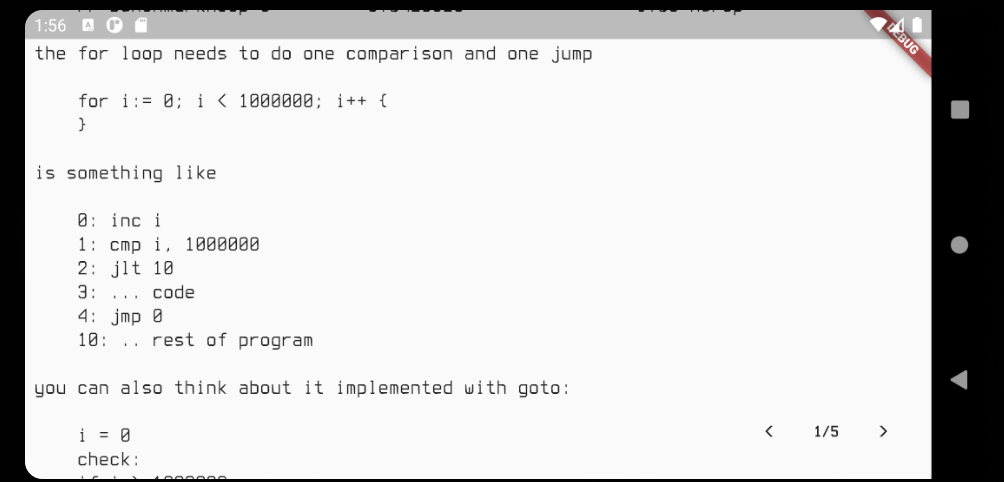 1:56
DEBUG
the for loop needs to do one comparison and one jump
for i:= 0; i < 1000000; i++ {
}
is something like
0: inc i
1: cmp i, 1000000
2: jlt 10
3: ... code
4: jmp 0
10: .. rest of program
you can also think about it implemented with goto:
i = 0
check:
< 1/5 >